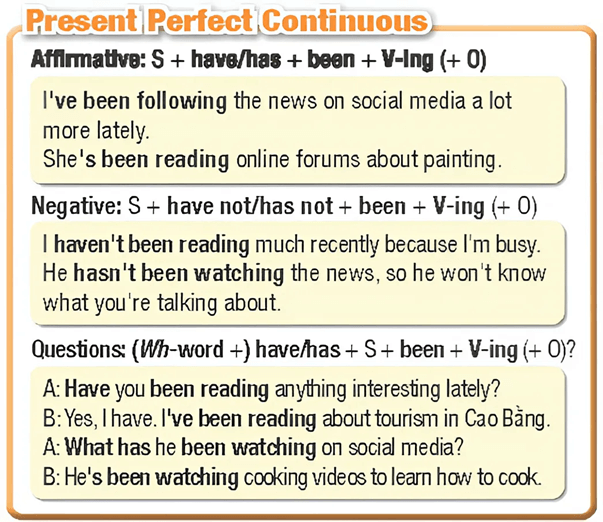 Present Perfect Continuous
Affirmative: S + have/has + been + V-ing (+ O)
I've been following the news on social media a lot
more lately.
She's been reading online forums about painting.
Negative: S + have not/has not + been + V-ing (+ O)
I haven't been reading much recently because I'm busy.
He hasn't been watching the news, so he won't know
what you're talking about.
Questions: (Wh-word +) have/has + S + been + V-ing (+ O)?
A: Have you been reading anything interesting lately?
B: Yes, I have. I've been reading about tourism in Cao Bằng.
A: What has he been watching on social media?
B: He's been watching cooking videos to learn how to cook.